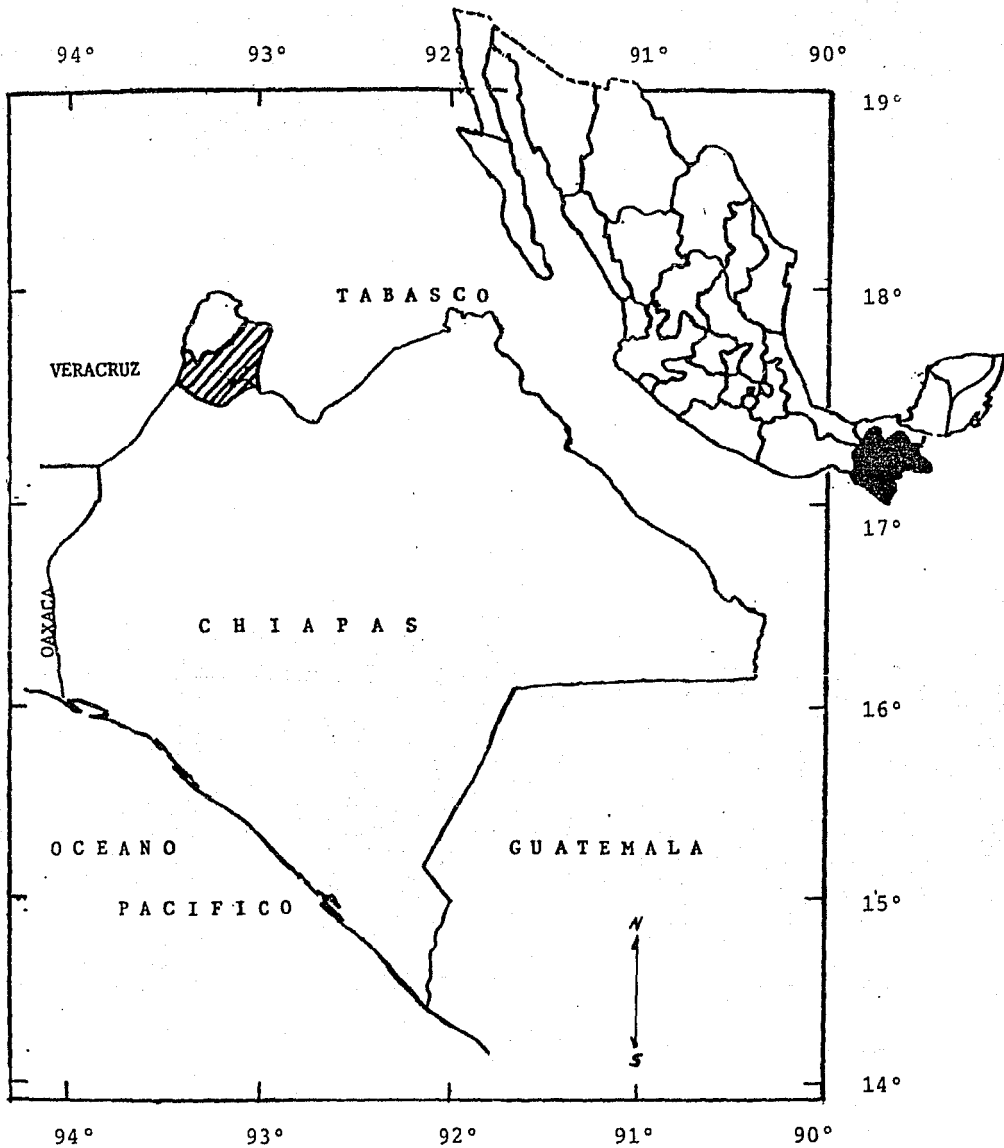 94° 93° 92° 91° 90°
19°
18°
TABASCO
VERACRUZ
17°
CHIAPAS
OAXACA
16°
OCEANO
GUATEMALA
PACIFICO
15°
N
S
14°
94° 93° 92° 91° 90°